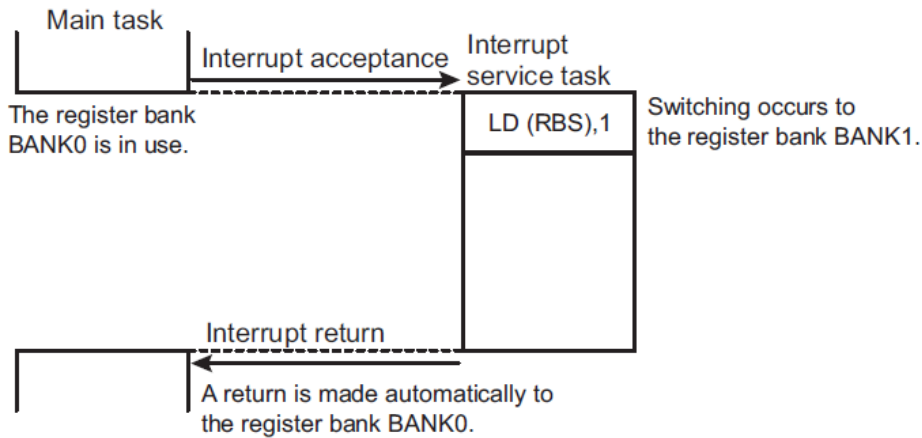 Main task
Interrupt acceptance
Interrupt
service task
The register bank
BANK0 is in use.
LD (RBS),1
Switching occurs to
the register bank BANK1.
Interrupt return
A return is made automatically to
the register bank BANK0.